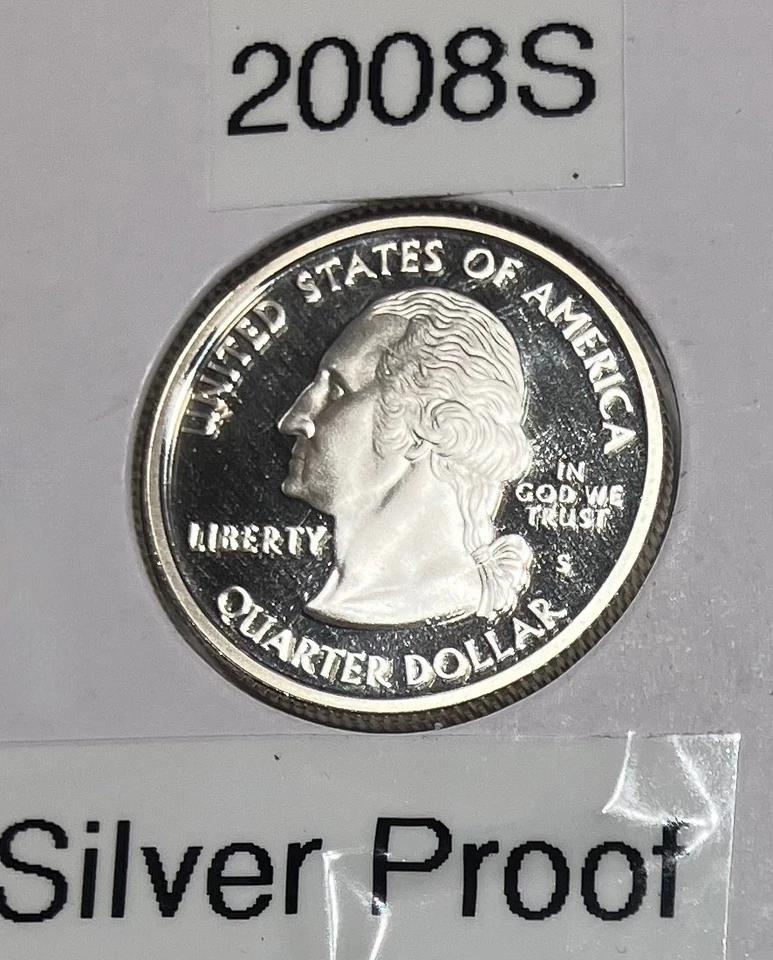 2008S
UNITED STATES OF AMERICA
LIBERTY
IN
GOD WE
TRUST
S
QUARTER DOLLAR
Silver Proof